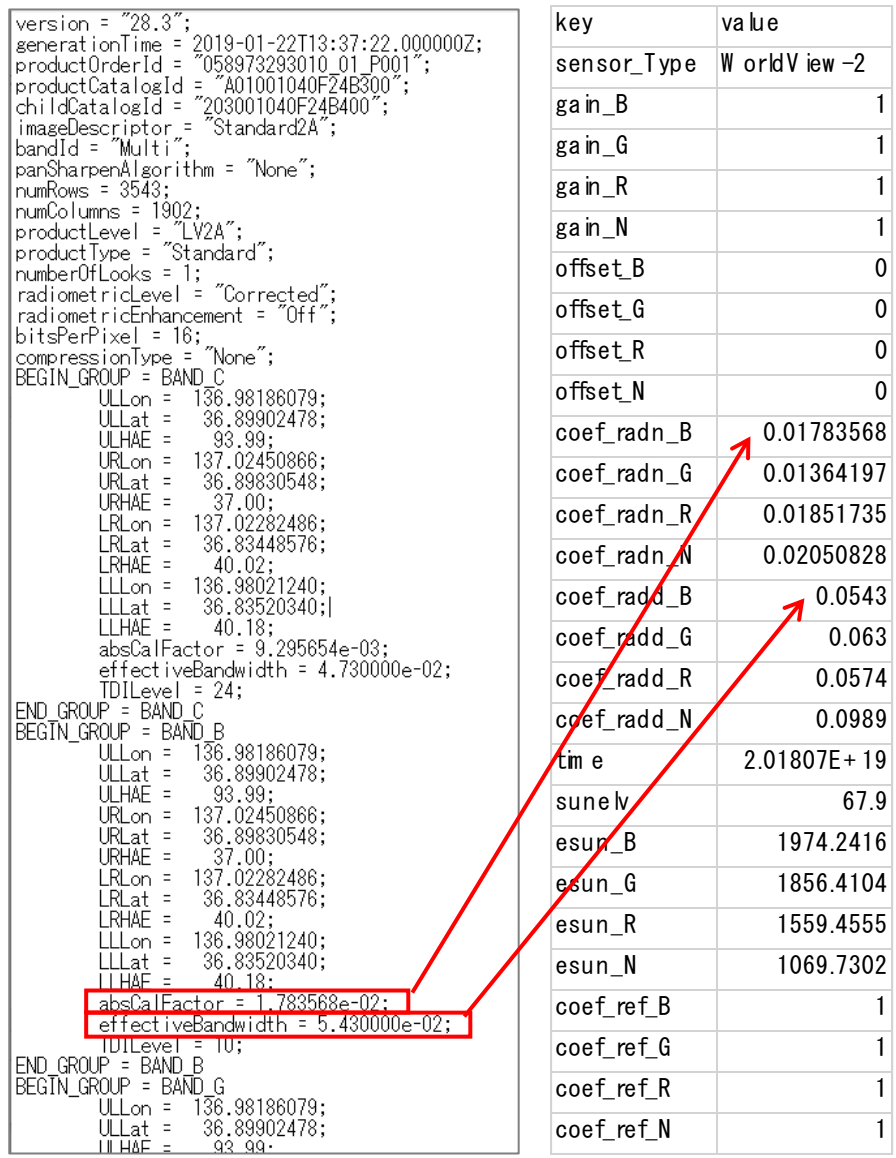 version = "28.3";
generationTime = 2019-01-22T13:37:22.000000Z;
productOrderId = "058973293010_01_P001";
productCatalogId = "A01001040F24B300";
childCatalogId = "203001040F24B400";
imageDescriptor = "Standard2A";
bandId = "Multi";
panSharpenAlgorithm = "None";
numRows = 3543;
numColumns = 1902;
productLevel = "LV2A";
productType = "Standard";
numberOfLooks = 1;
radiometricLevel = "Corrected";
radiometricEnhancement = "Off";
bitsPerPixel = 16;
compressionType = "None";
BEGIN_GROUP = BAND_C
ULLon = 136.98186079;
ULLat = 36.89902478;
ULHAE = 93.99;
URLon = 137.02450866;
URLat = 36.89830548;
URHAE = 37.00;
LRLon = 137.02282486;
LRLat = 36.83448576;
LRHAE = 40.02;
LLLon = 136.98021240;
LLLat = 36.83520340;
LLHAE = 40.18;
absCalFactor = 9.295654e-03;
effectiveBandwidth = 4.730000e-02;
TDILevel = 24;
END_GROUP = BAND_C
BEGIN_GROUP = BAND_B
ULLon = 136.98186079;
ULLat = 36.89902478;
ULHAE = 93.99;
URLon = 137.02450866;
URLat = 36.89830548;
URHAE = 37.00;
LRLon = 137.02282486;
LRLat = 36.83448576;
LRHAE = 40.02;
LLLon = 136.98021240;
LLLat = 36.83520340;
LLHAE = 40.18;
absCalFactor = 1.783568e-02;
effectiveBandwidth = 5.430000e-02;
TDILevel = 10;
END_GROUP = BAND_B
BEGIN_GROUP = BAND_G
ULLon = 136.98186079;
ULLat = 36.89902478;
ULHAE = 93.99;
key value
sensor_Type WorldView-2
gain_B 1
gain_G 1
gain_R 1
gain_N 1
offset_B 0
offset_G 0
offset_R 0
offset_N 0
coef_radn_B 0.01783568
coef_radn_G 0.01364197
coef_radn_R 0.01851735
coef_radn_N 0.02050828
coef_radd_B 0.0543
coef_radd_G 0.063
coef_radd_R 0.0574
coef_radd_N 0.0989
time 2.01807E+19
sunelv 67.9
esun_B 1974.2416
esun_G 1856.4104
esun_R 1559.4555
esun_N 1069.7302
coef_ref_B 1
coef_ref_G 1
coef_ref_R 1
coef_ref_N 1